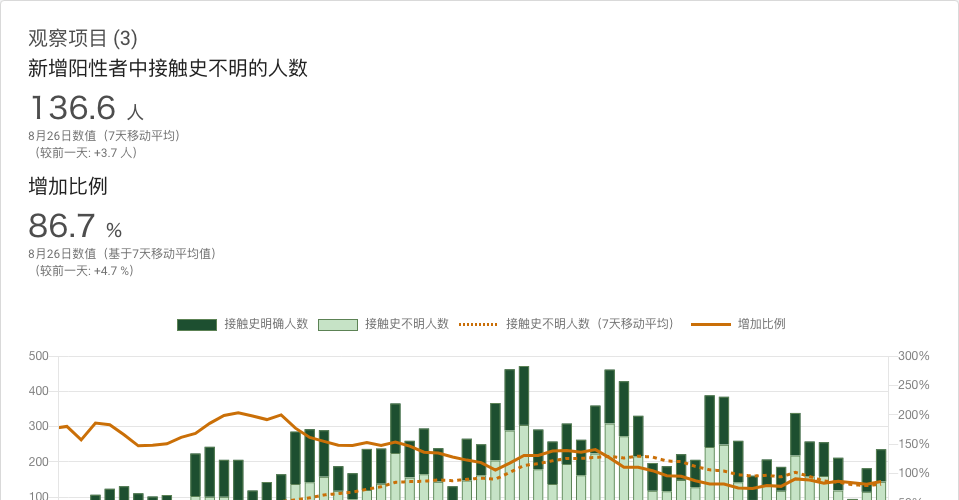 观察项目 (3)
新增阳性者中接触史不明的人数
136.6 人
8月26日数值（7天移动平均）
（较前一天: +3.7 人）
增加比例
86.7 %
8月26日数值（基于7天移动平均值）
（较前一天: +4.7 %）
接触史明确人数 接触史不明人数 接触史不明人数（7天移动平均） 增加比例
500 300%
250%
400
200%
300
150%
200
100%
100